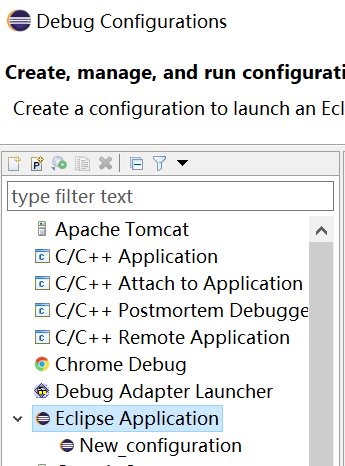 Debug Configurations
Create, manage, and run configurati
Create a configuration to launch an Ecl
type filter text
Apache Tomcat
C/C++ Application
C/C++ Attach to Application
C/C++ Postmortem Debugge
C/C++ Remote Application
Chrome Debug
Debug Adapter Launcher
Eclipse Application
New_configuration